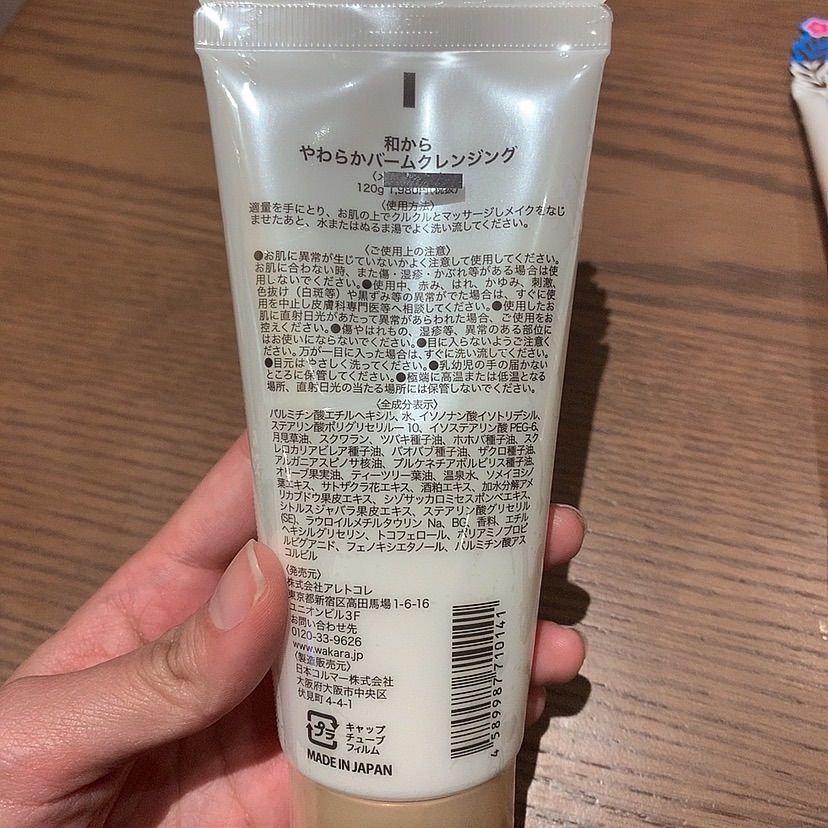 和から
やわらかバームクレンジング
120g 1,980円(税抜)
〈使用方法〉
適量を手にとり、お肌の上でクルクルとマッサージしメイクをなじ
ませたあと、水またはぬるま湯でよく洗い流してください。
〈ご使用上の注意〉
●お肌に異常が生じていないかよく注意して使用してください。
お肌に合わない時、また傷・湿疹・かぶれ等がある場合は使
用しないでください。●使用中、赤み、はれ、かゆみ、刺激、
色抜け（白斑等）や黒ずみ等の異常がでた場合は、すぐに使
用を中止し皮膚科専門医等へ相談してください。●使用したお
肌に直射日光があたって異常があらわれた場合、ご使用をお
控えください。●傷やはれもの、湿疹等、異常のある部位に
はお使いにならないでください。●目に入らないようご注意くだ
ださい。万が一目に入った場合は、すぐに洗い流してください。
●目元はやさしく洗ってください。●乳幼児の手の届かない
ところに保管してください。●極端に高温または低温となる
場所、直射日光の当たる場所には保管しないでください。
〈全成分表示〉
パルミチン酸エチルヘキシル、水、イソノナン酸イソトリデシル、
ステアリン酸ポリグリセリル－10、イソステアリン酸 PEG-6、
月見草油、スクワラン、ツバキ種子油、ホホバ種子油、スク
レロカリアビレア種子油、バオバブ種子油、ザクロ種子油、
アルガニアスピノサ核油、プルケネチアボルビリス種子油、
オリーブ果実油、ティーツリー葉油、温泉水、ソメイヨシノ
葉エキス、サトザクラ花エキス、酒粕エキス、加水分解アメ
リカブドウ果皮エキス、シゾサッカロミセスポンベエキス、
シトルスジャバラ果皮エキス、ステアリン酸グリセリル
(SE)、ラウロイルメチルタウリン Na、BG、香料、エチル
ヘキシルグリセリン、トコフェロール、ポリアミノプロピ
ルビグアニド、フェノキシエタノール、パルミチン酸アス
コルビル
〈発売元〉
株式会社アレトコレ
東京都新宿区高田馬場1-6-16
ユニオンビル3F
お問い合わせ先
0120-33-9626
www.wakara.jp
〈製造販売元〉
日本コルマー株式会社
大阪府大阪市中央区
伏見町 4-4-1
プラ
キャップ
チューブ
フィルム
MADE IN JAPAN
4 589987 710141